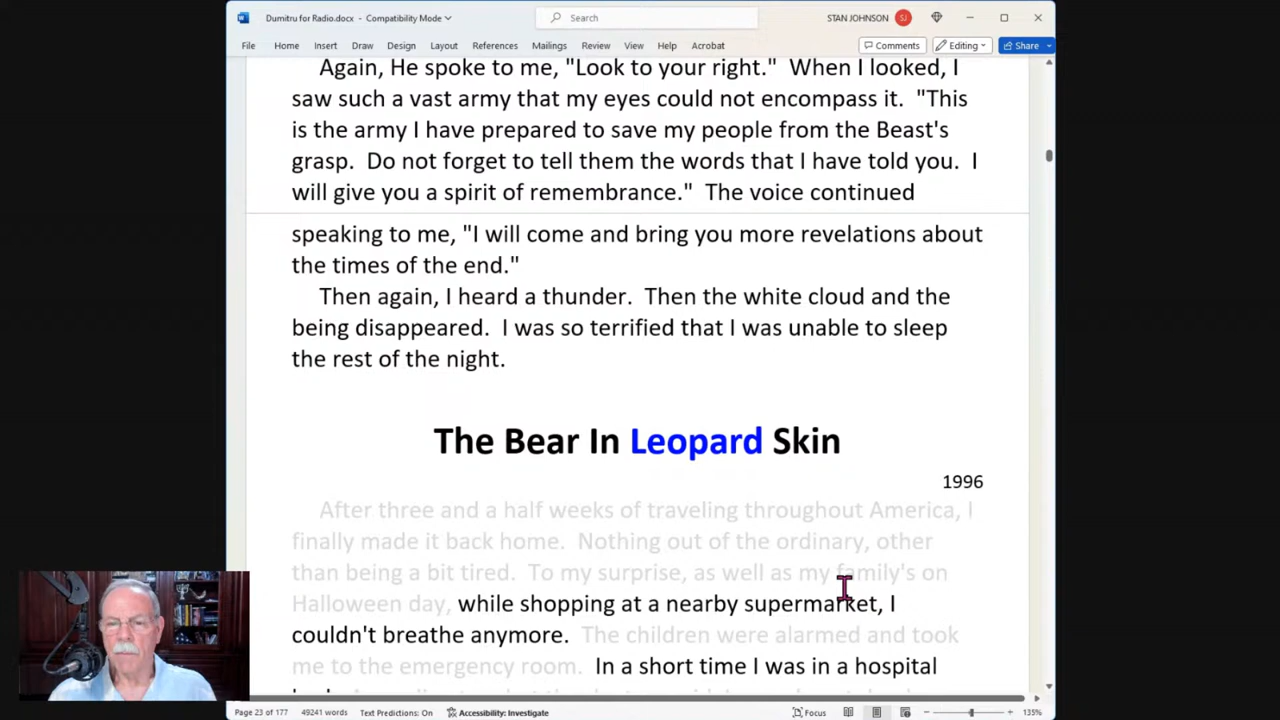 Dumitru for Radio.docx - Compatibility Mode
Search
STAN JOHNSON
SJ
File Home Insert Draw Design Layout References Mailings Review View Help Acrobat
Comments Editing Share
Again, He spoke to me, "Look to your right." When I looked, I
saw such a vast army that my eyes could not encompass it. "This
is the army I have prepared to save my people from the Beast's
grasp. Do not forget to tell them the words that I have told you. I
will give you a spirit of remembrance." The voice continued
speaking to me, "I will come and bring you more revelations about
the times of the end."
Then again, I heard a thunder. Then the white cloud and the
being disappeared. I was so terrified that I was unable to sleep
the rest of the night.
The Bear In Leopard Skin
1996
After three and a half weeks of traveling throughout America, I
finally made it back home. Nothing out of the ordinary, other
than being a bit tired. To my surprise, as well as my family's on
Halloween day, while shopping at a nearby supermarket, I
couldn't breathe anymore. The children were alarmed and took
me to the emergency room. In a short time I was in a hospital
Page 23 of 177 49241 words Text Predictions: On Accessibility: Investigate Focus 135%